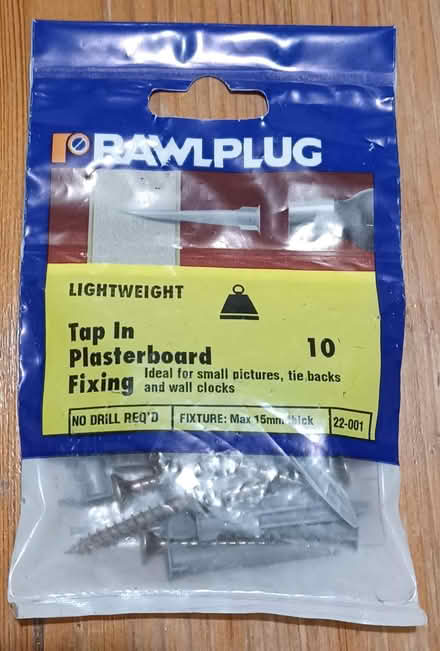 RAWLPLUG
LIGHTWEIGHT
Tap In
Plasterboard 10
Fixing Ideal for small pictures, tie backs
and wall clocks
NO DRILL REQ'D FIXTURE: Max 15mm thick 22-001